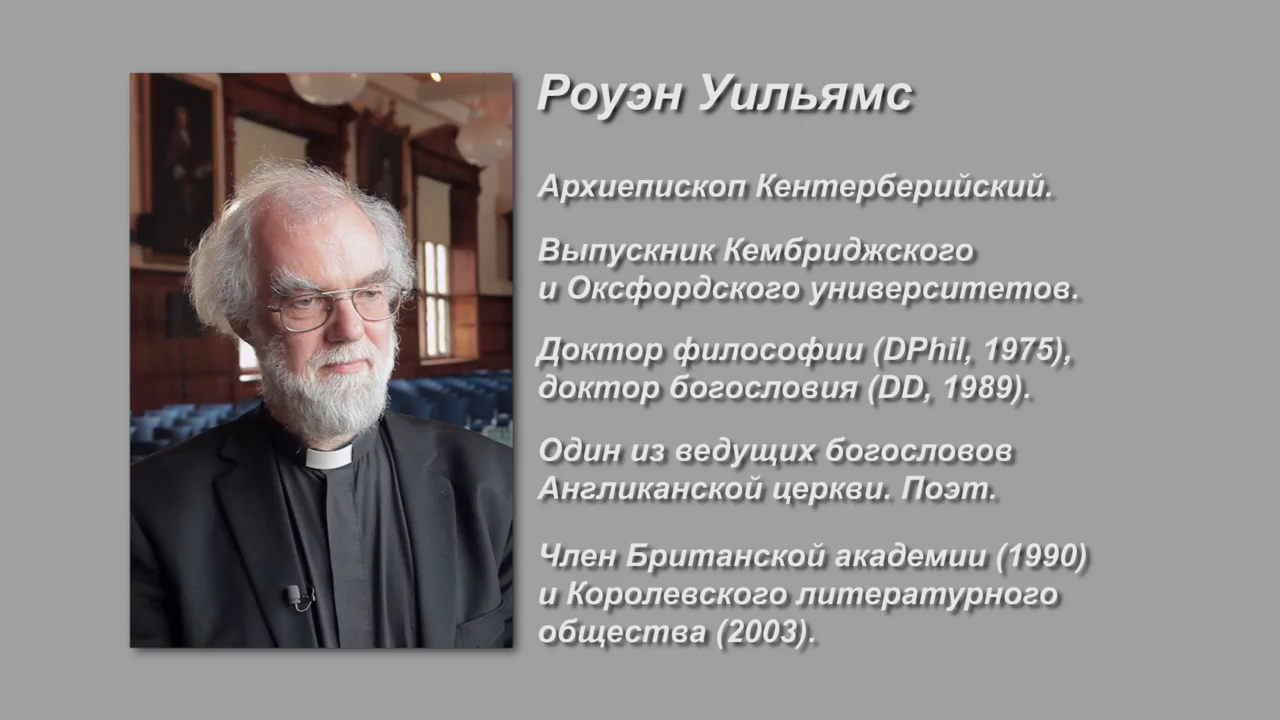 Роуэн Уильямс
Архиепископ Кентерберийский.
Выпускник Кембриджского
и Оксфордского университетов.
Доктор философии (DPhil, 1975),
доктор богословия (DD, 1989).
Один из ведущих богословов
Англиканской церкви. Поэт.
Член Британской академии (1990)
и Королевского литературного
общества (2003).